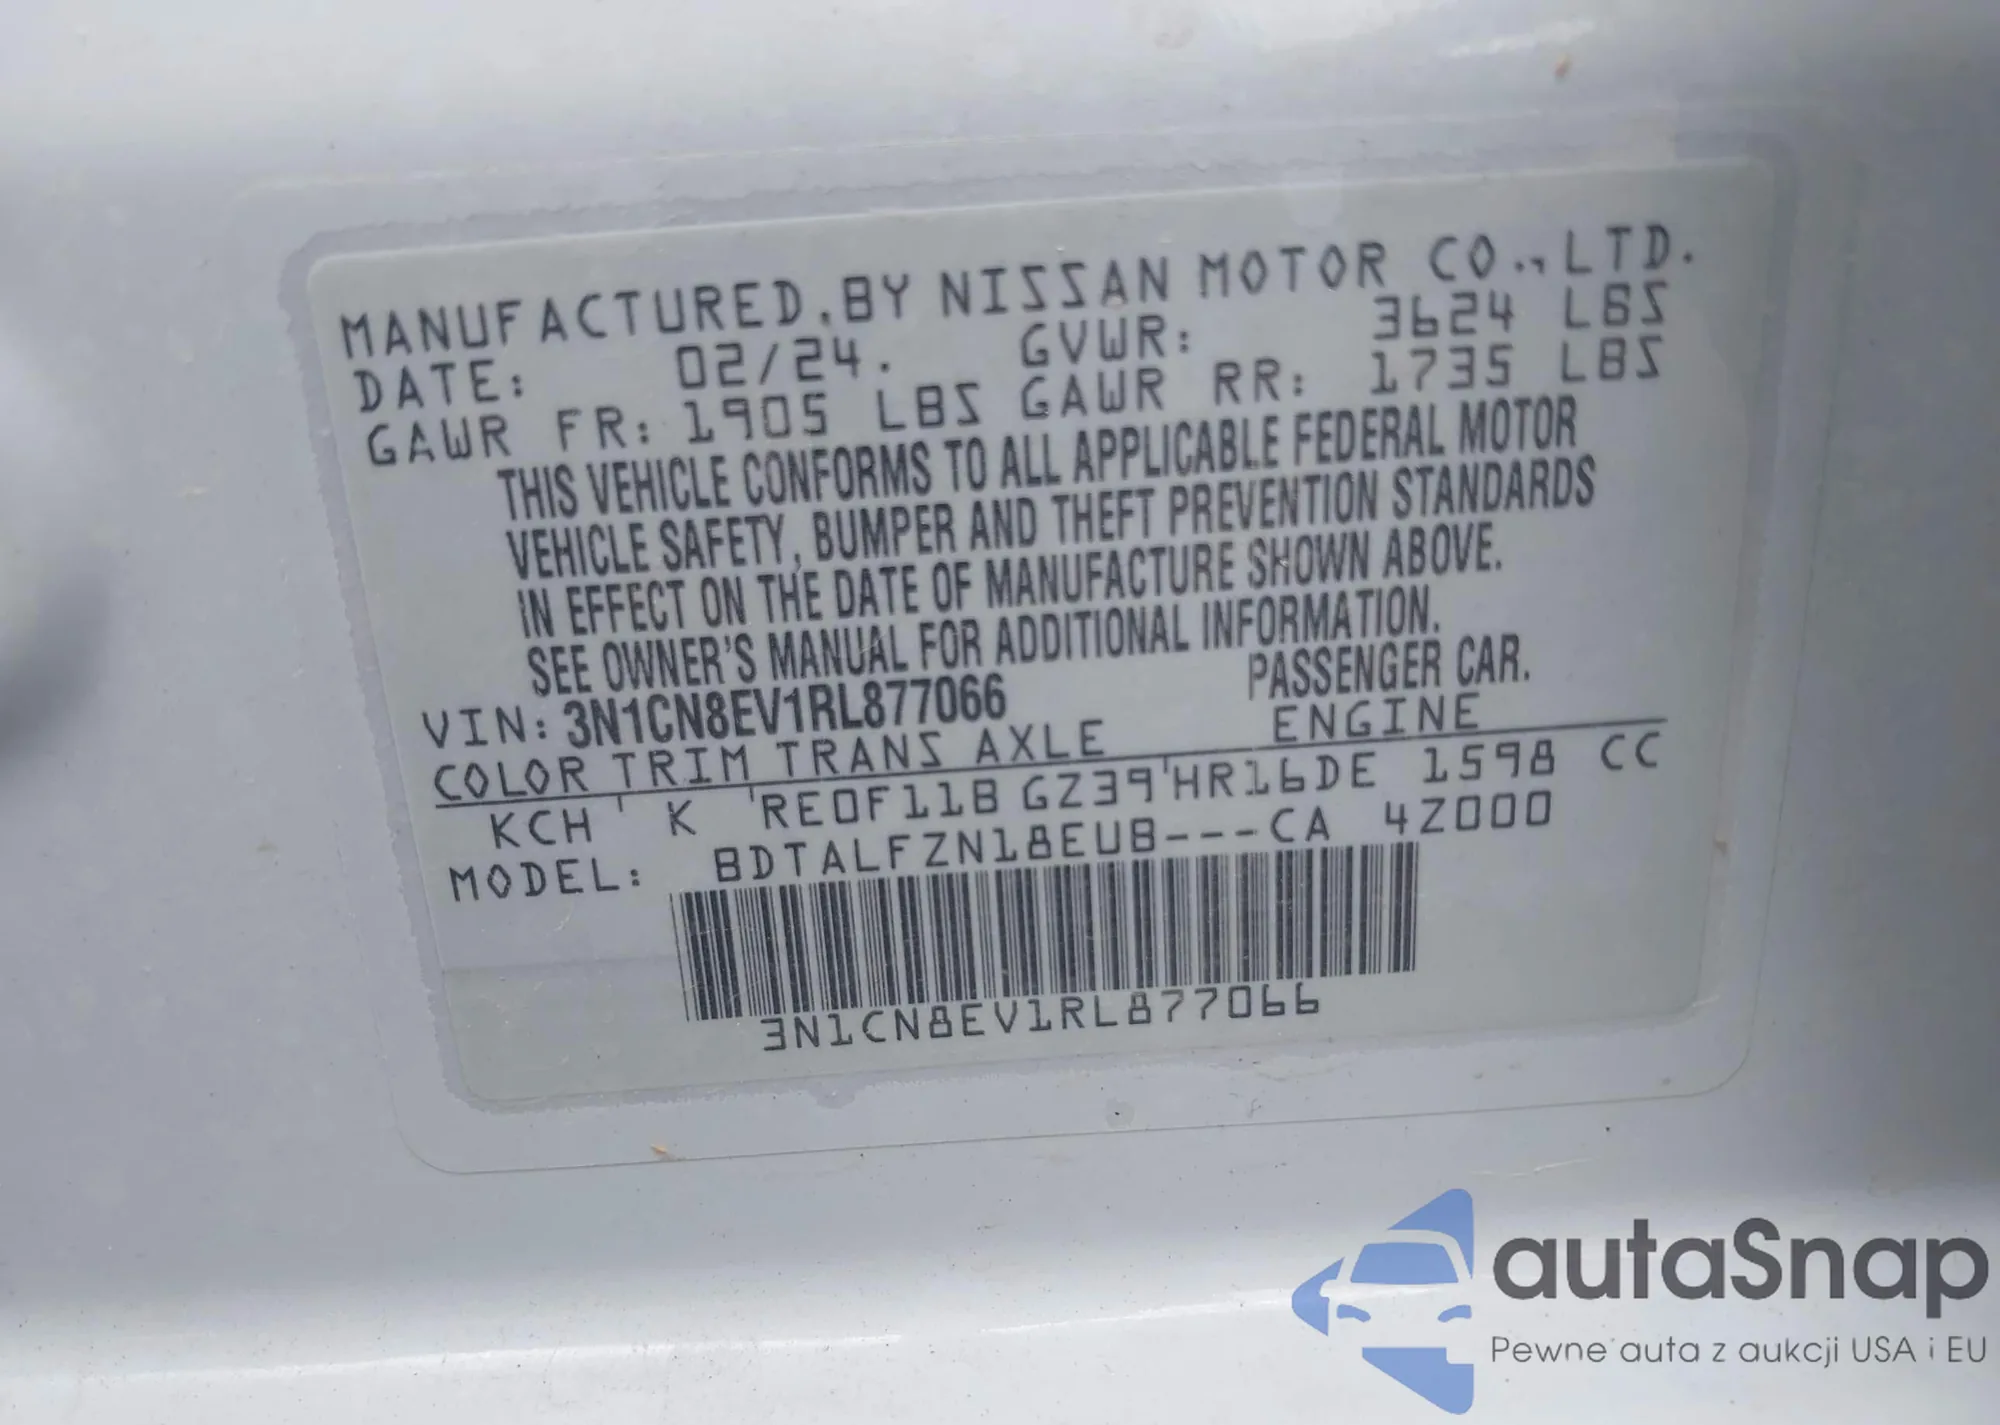 MANUFACTURED.BY NISSAN MOTOR CO.,LTD.
DATE: 02/24. GVWR: 3624 LBS
GAWR FR: 1905 LBS GAWR RR: 1735 LBS
THIS VEHICLE CONFORMS TO ALL APPLICABLE FEDERAL MOTOR
VEHICLE SAFETY, BUMPER AND THEFT PREVENTION STANDARDS
IN EFFECT ON THE DATE OF MANUFACTURE SHOWN ABOVE.
SEE OWNER'S MANUAL FOR ADDITIONAL INFORMATION.
VIN: 3N1CN8EV1RL877066 PASSENGER CAR.
COLOR TRIM TRANS AXLE ENGINE
KCH K RE0F11B GZ39 HR16DE 1598 CC
MODEL: BDTALFZN18EUB---CA 4Z000
3N1CN8EV1RL877066
autaSnap
Pewne auta z aukcji USA i EU